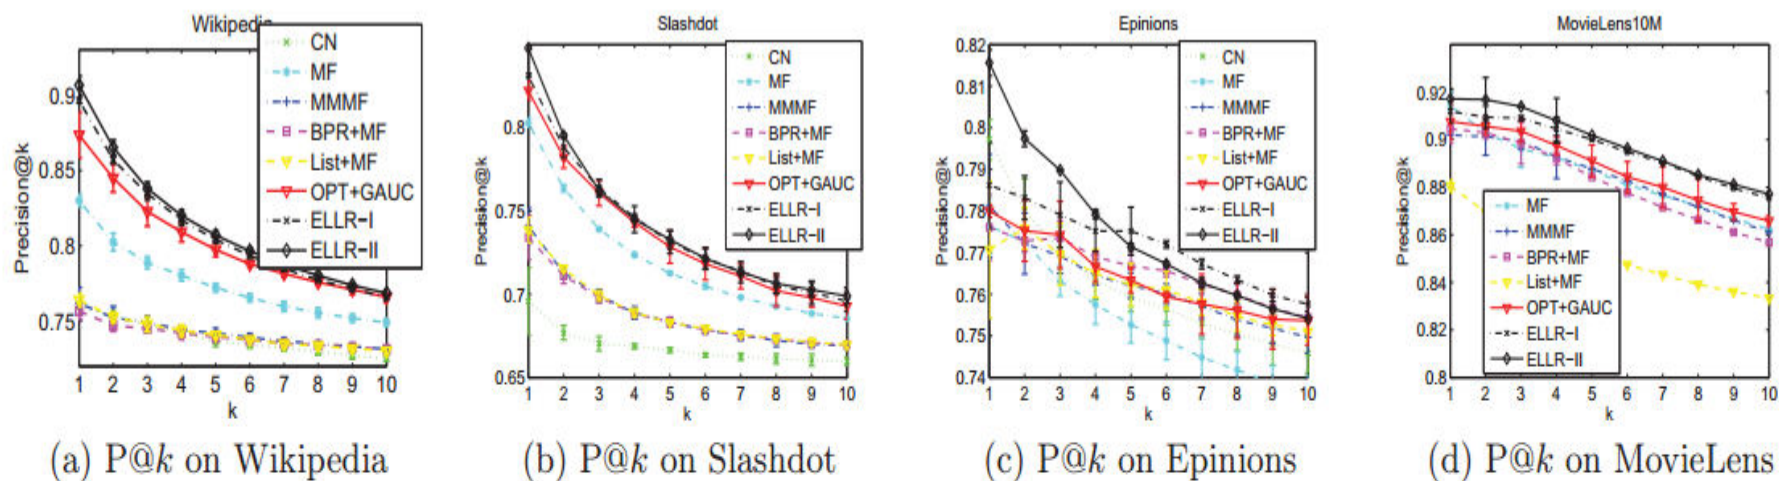 Wikipedia
Precision@k
0.9
0.85
0.8
0.75
1 2 3 4 5 6 7 8 9 10
k
CN
MF
MMMF
BPR+MF
List+MF
OPT+GAUC
ELLR-I
ELLR-II
(a) P@k on Wikipedia
Slashdot
Precision@k
0.8
0.75
0.7
0.65
1 2 3 4 5 6 7 8 9 10
k
CN
MF
MMMF
BPR+MF
List+MF
OPT+GAUC
ELLR-I
ELLR-II
(b) P@k on Slashdot
Epinions
Precision@k
0.82
0.81
0.8
0.79
0.78
0.77
0.76
0.75
0.74
1 2 3 4 5 6 7 8 9 10
k
CN
MF
MMMF
BPR+MF
List+MF
OPT+GAUC
ELLR-I
ELLR-II
(c) P@k on Epinions
MovieLens10M
Precision@k
0.92
0.9
0.88
0.86
0.84
0.82
0.8
1 2 3 4 5 6 7 8 9 10
k
MF
MMMF
BPR+MF
List+MF
OPT+GAUC
ELLR-I
ELLR-II
(d) P@k on MovieLens